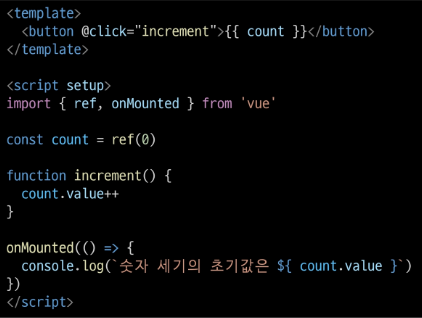 <template>
  <button @click="increment">{{ count }}</button>
</template>

<script setup>
import { ref, onMounted } from 'vue'

const count = ref(0)

function increment() {
  count.value++
}

onMounted(() => {
  console.log(`숫자 세기의 초기값은 ${ count.value }`)
})
</script>